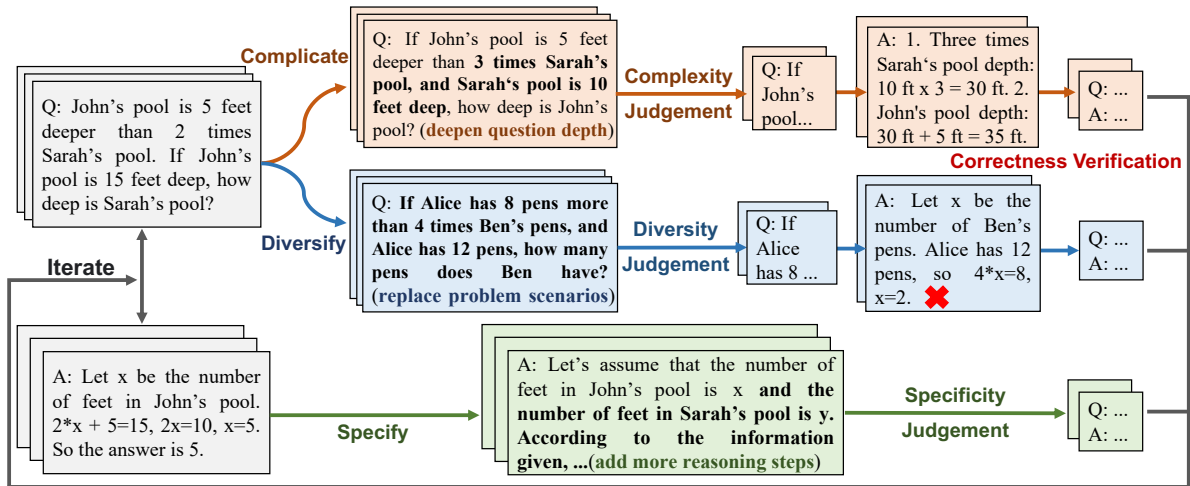 Complicate
Q: If John's pool is 5
feet deeper than
deeper than 3 times Sarah's
pool, and Sarah's pool is 10
feet deep, how deep is John's
pool? (deepen question depth)
Complexity
Judgement
Q: If
John's
pool...
A: 1. Three times
Sarah's pool depth:
10 ft x 3 = 30 ft. 2.
John's pool depth:
30 ft + 5 ft = 35 ft.
Q: ...
A: ...
Correctness Verification
Q: John's pool is 5 feet
deeper than 2 times
Sarah's pool. If John's
pool is 15 feet deep, how
deep is Sarah's pool?
Diversify
Q: If Alice has 8 pens more
than 4 times Ben's pens, and
Alice has 12 pens, how many
pens does Ben have?
(replace problem scenarios)
Diversity
Judgement
Q: If
Alice
has 8 ...
A: Let x be the
number of Ben's
pens. Alice has 12
pens, so 4*x=8,
x=2.
Q: ...
A: ...
Iterate
A: Let x be the number
of feet in John's pool.
2*x + 5=15, 2x=10, x=5.
So the answer is 5.
Specify
A: Let's assume that the number of
feet in John's pool is x and the
number of feet in Sarah's pool is y.
According to the information
given, ...(add more reasoning steps)
Specificity
Judgement
Q: ...
A: ...